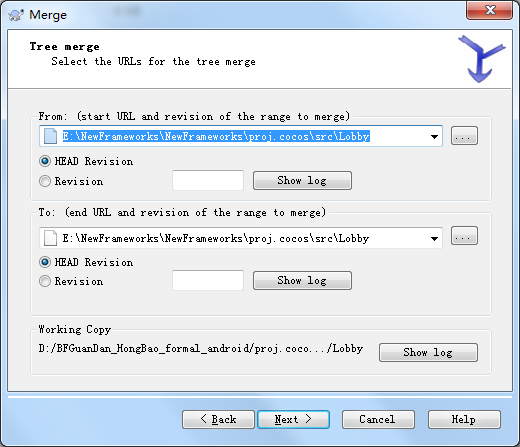 Merge
Tree merge
Select the URLs for the tree merge
From: (start URL and revision of the range to merge)
E:\NewFrameworks\NewFrameworks\proj.cocos\src\Lobby
...
HEAD Revision
Revision
Show log
To: (end URL and revision of the range to merge)
E:\NewFrameworks\NewFrameworks\proj.cocos\src\Lobby
...
HEAD Revision
Revision
Show log
Working Copy
D:/BFGuanDan_HongBao_formal_android/proj.coco.../Lobby
Show log
< Back
Next >
Cancel
Help